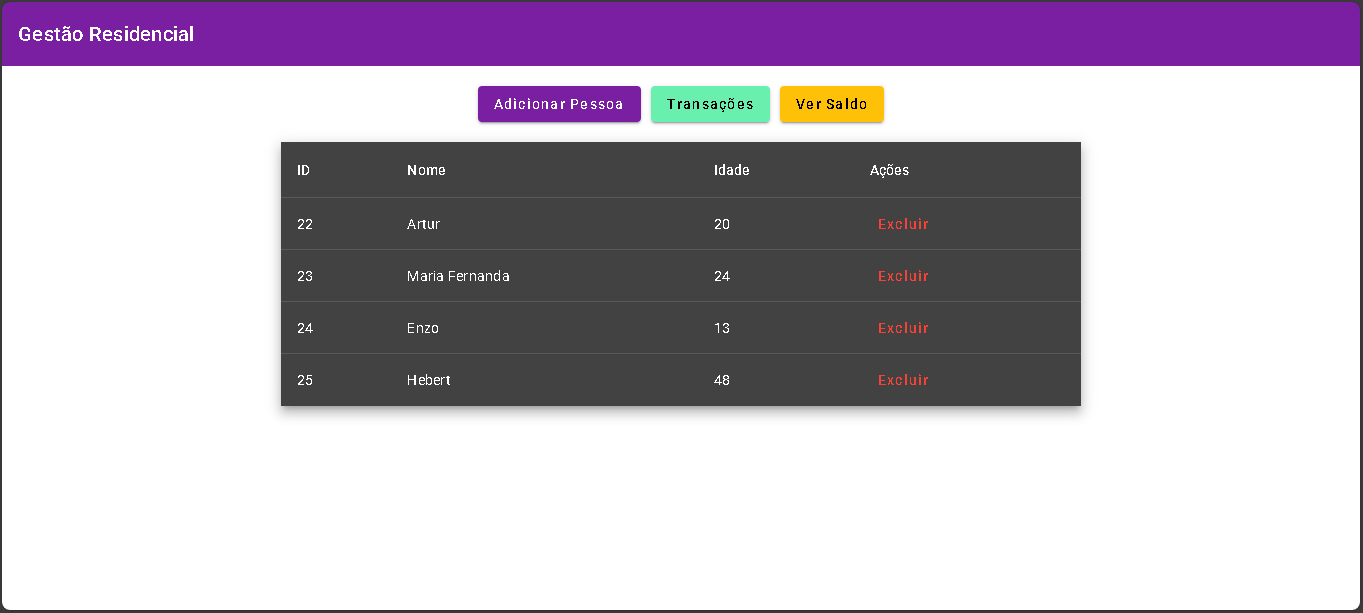 Gestão Residencial
Adicionar Pessoa Transações Ver Saldo
ID Nome Idade Ações
22 Artur 20 Excluir
23 Maria Fernanda 24 Excluir
24 Enzo 13 Excluir
25 Hebert 48 Excluir